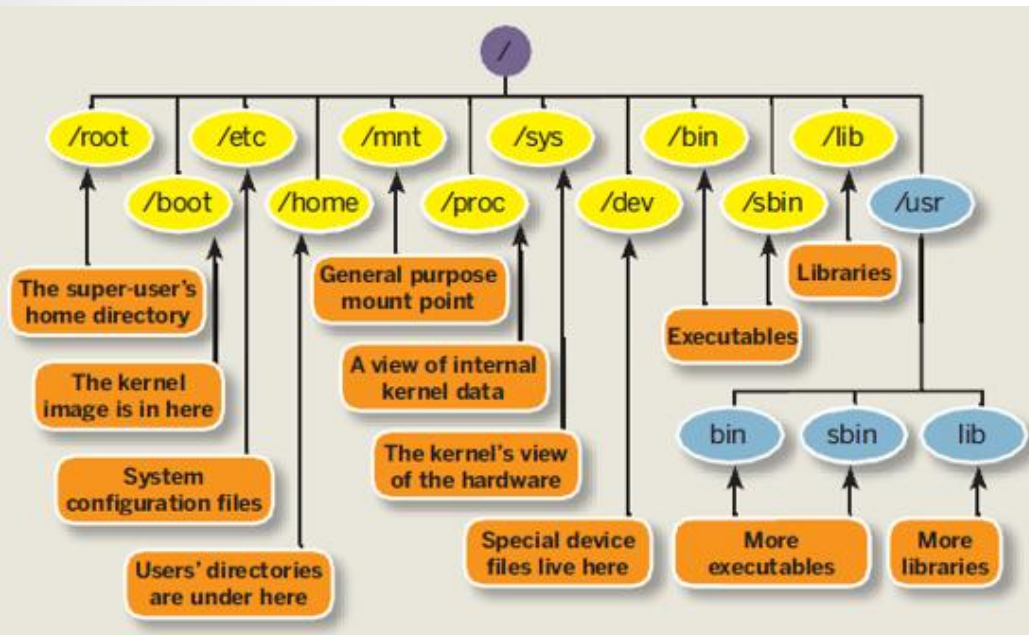 /
/root
/etc
/mnt
/sys
/bin
/lib
/boot
/home
/proc
/dev
/sbin
/usr
The super-user's
home directory
General purpose
mount point
Libraries
Executables
The kernel
image is in here
A view of internal
kernel data
System
configuration files
The kernel's view
of the hardware
bin
sbin
lib
Users' directories
are under here
Special device
files live here
More
executables
More
libraries